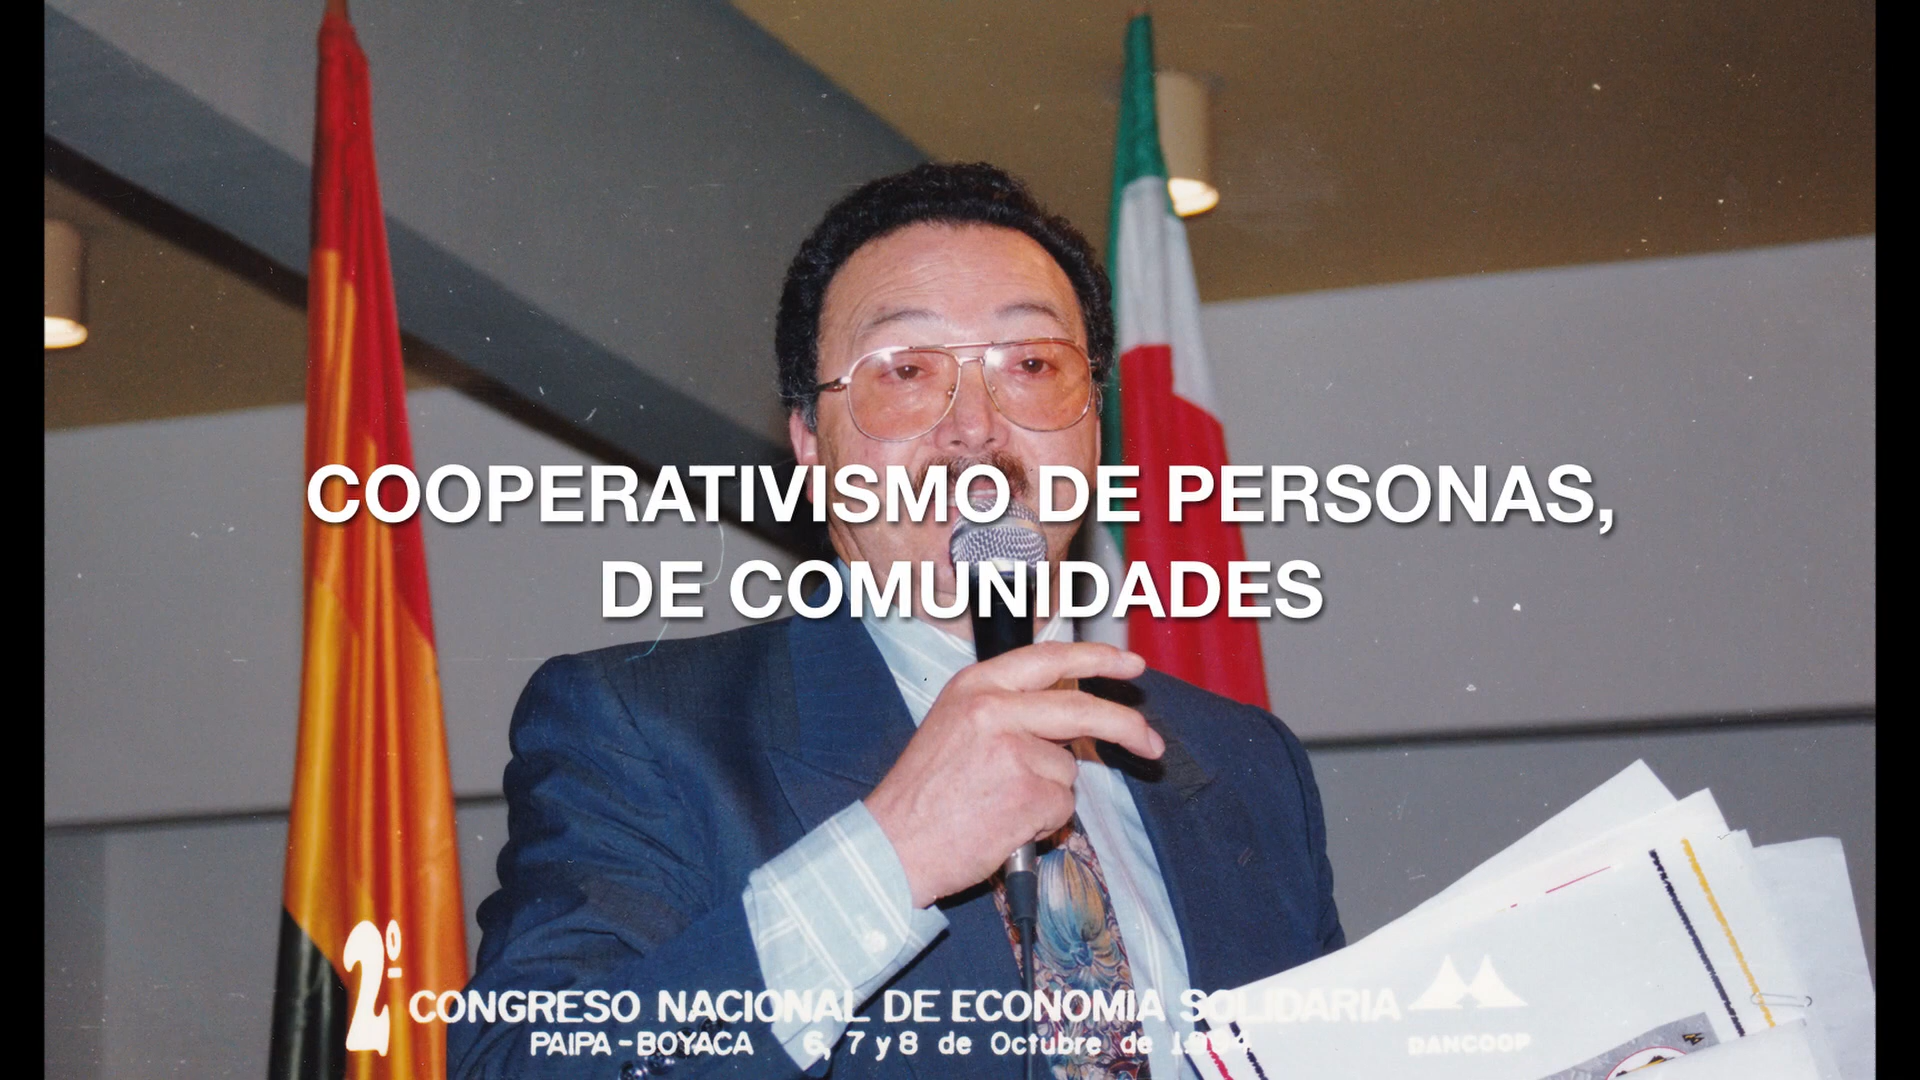 COOPERATIVISMO DE PERSONAS,
DE COMUNIDADES
2º CONGRESO NACIONAL DE ECONOMIA SOLIDARIA
PAIPA-BOYACA 6, 7 y 8 de Octubre de 1994
DANCOOP